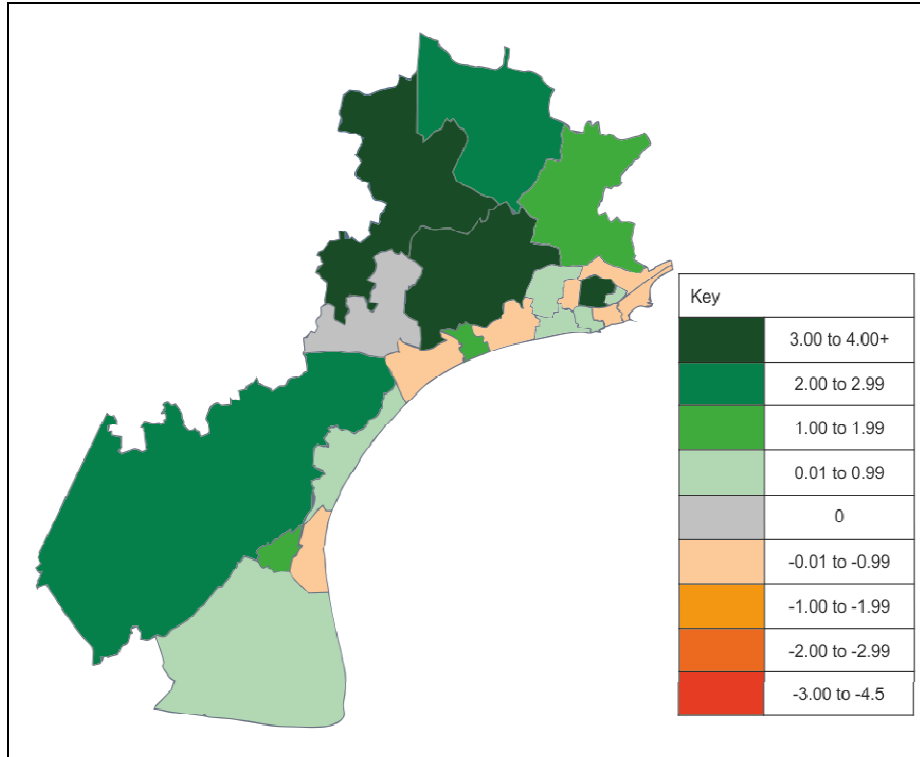 Key
3.00 to 4.00+
2.00 to 2.99
1.00 to 1.99
0.01 to 0.99
0
-0.01 to -0.99
-1.00 to -1.99
-2.00 to -2.99
-3.00 to -4.5